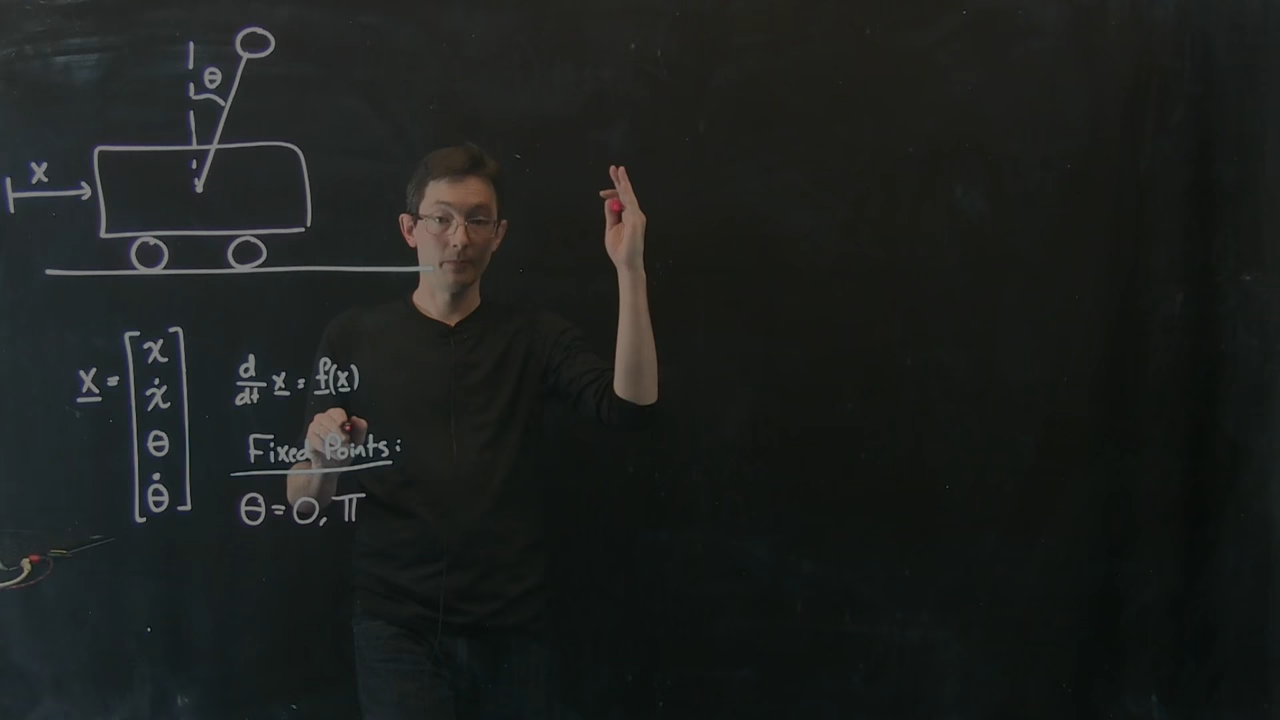 θ
x
x = [x ẋ θ θ̇]
d/dt x = f(x)
Fixed Points:
θ = 0, π